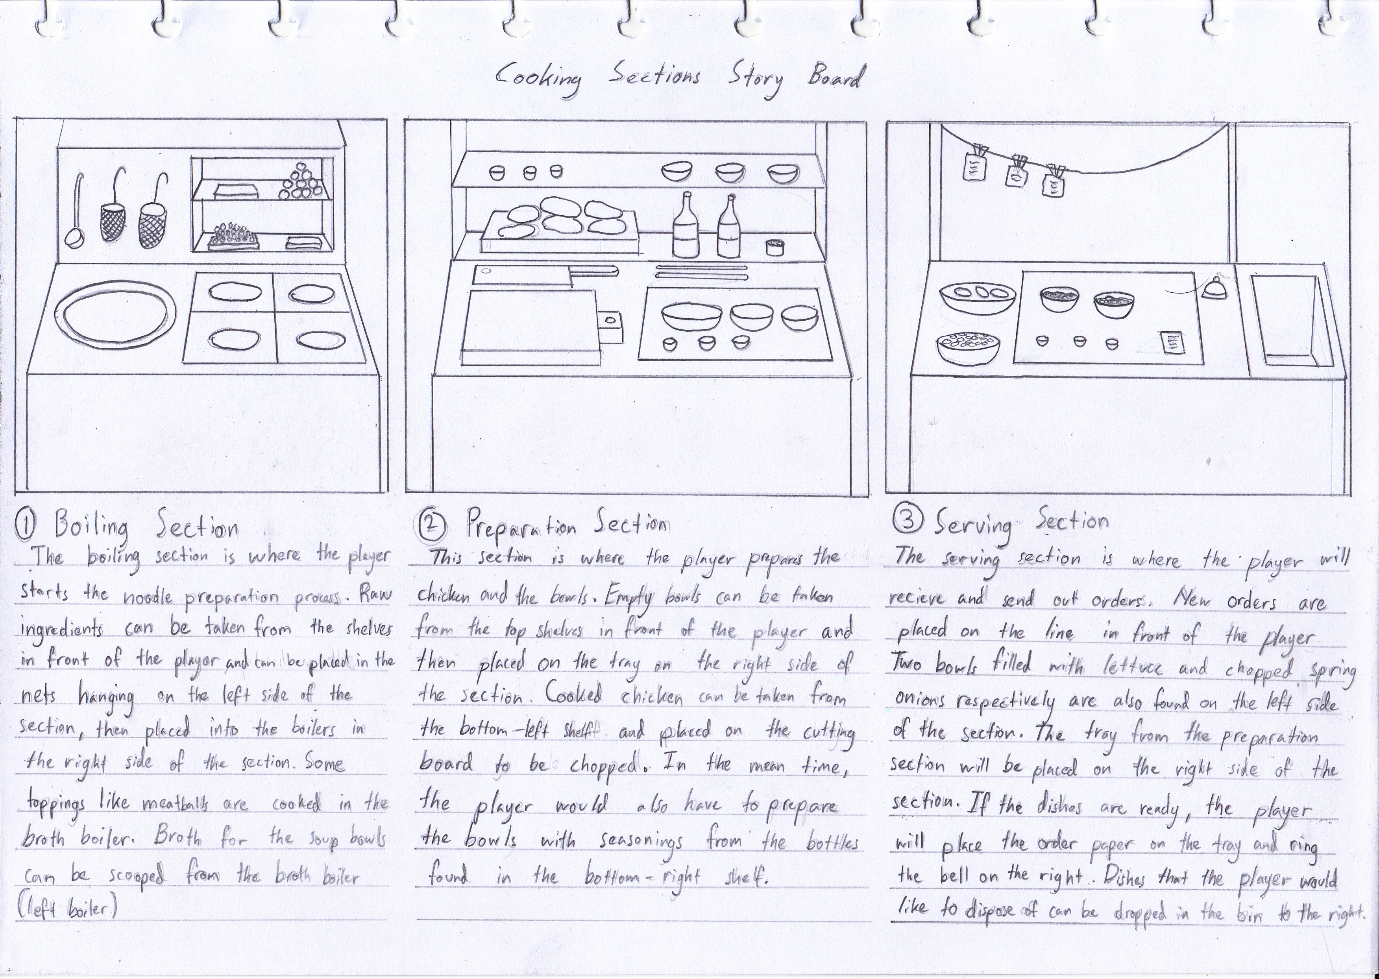 Cooking Sections Story Board
① Boiling Section
The boiling section is where the player
starts the noodle preparation process. Raw
ingredients can be taken from the shelves
in front of the player and can be placed in the
nets hanging on the left side of the
section, then placed into the boilers in
the right side of the section. Some
toppings like meatballs are cooked in the
broth boiler. Broth for the soup bowls
can be scooped from the broth boiler
(left boiler)
② Preparation Section
This section is where the player prepares the
chicken and the bowls. Empty bowls can be taken
from the top shelves in front of the player and
then placed on the tray on the right side of
the section. Cooked chicken can be taken from
the bottom-left shelf and placed on the cutting
board to be chopped. In the mean time,
the player would also have to prepare
the bowls with seasonings from the bottles
found in the bottom-right shelf.
③ Serving Section
The serving section is where the player will
recieve and send out orders. New orders are
placed on the line in front of the player
Two bowls filled with lettuce and chopped spring
onions respectively are also found on the left side
of the section. The tray from the preparation
section will be placed on the right side of the
section. If the dishes are ready, the player
will place the order paper on the tray and ring
the bell on the right. Dishes that the player would
like to dispose of can be dropped in the bin to the right.